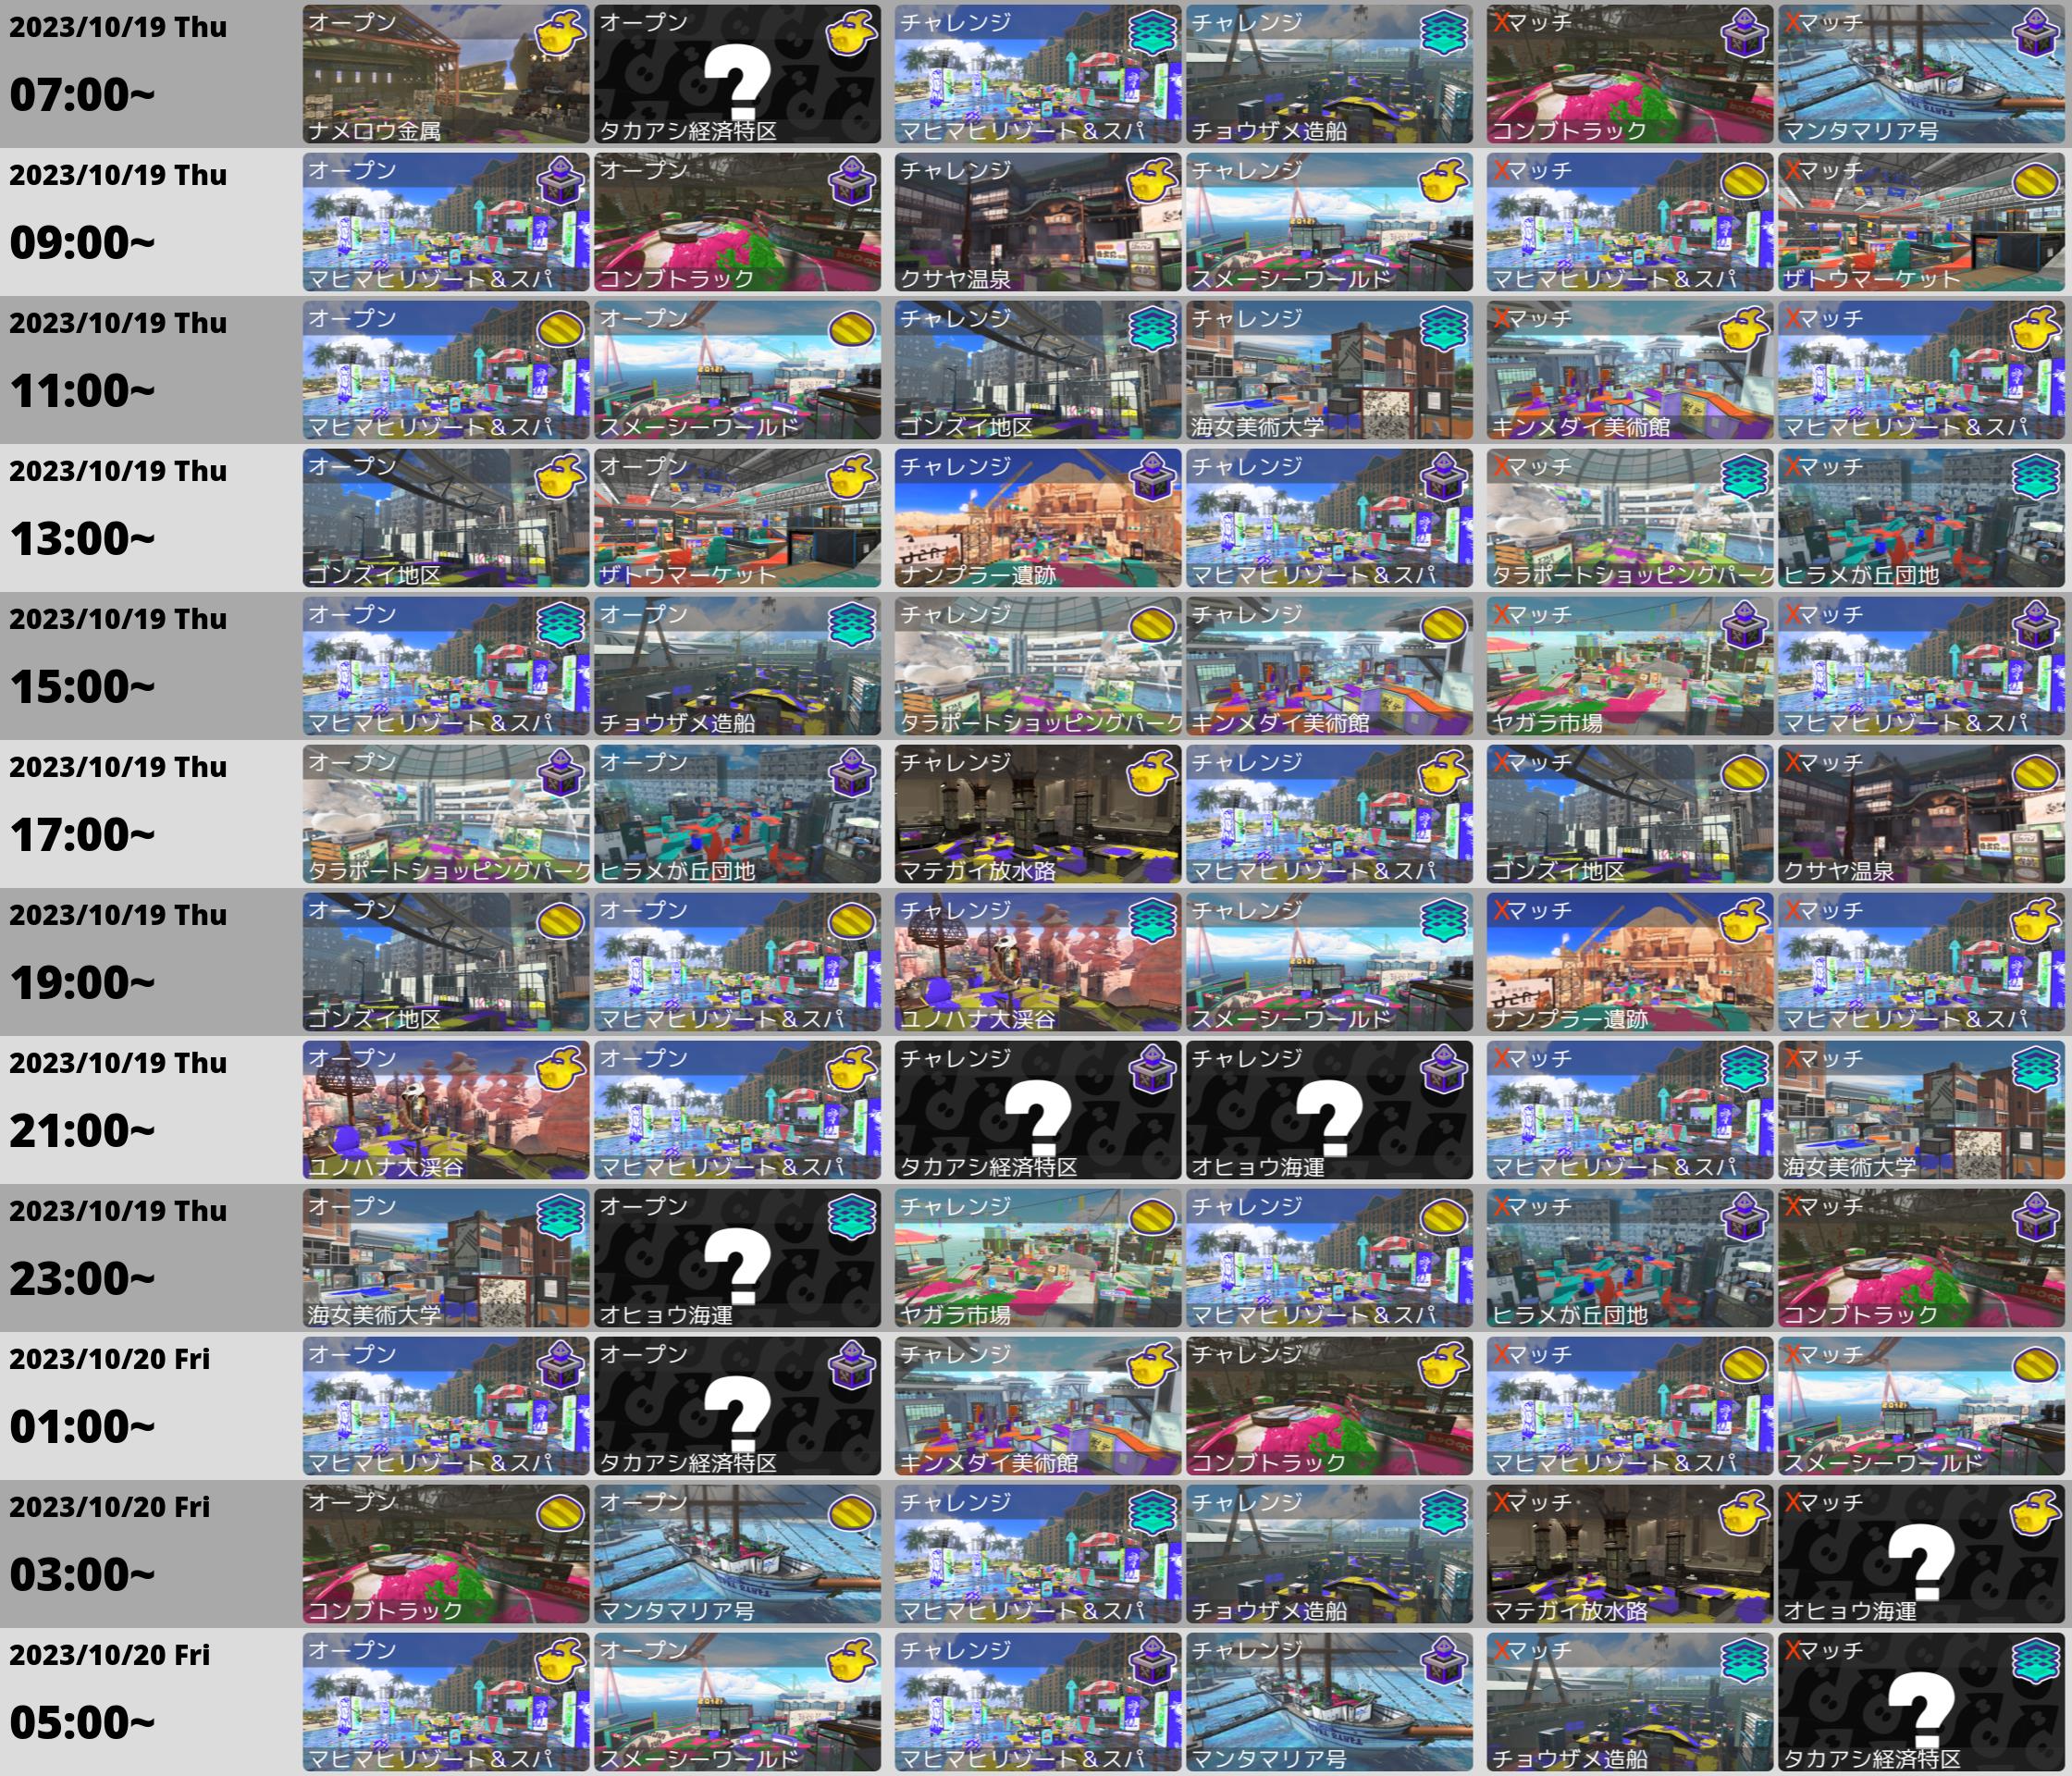 2023/10/19 Thu
07:00~
オープン
ナメロウ金属
オープン
タカアシ経済特区
チャレンジ
マヒマヒリゾート＆スパ
チャレンジ
チョウザメ造船
Xマッチ
コンブトラック
Xマッチ
マンタマリア号
2023/10/19 Thu
09:00~
オープン
マヒマヒリゾート＆スパ
オープン
コンブトラック
チャレンジ
クサヤ温泉
チャレンジ
スメーシーワールド
Xマッチ
マヒマヒリゾート＆スパ
Xマッチ
ザトウマーケット
2023/10/19 Thu
11:00~
オープン
マヒマヒリゾート＆スパ
オープン
スメーシーワールド
チャレンジ
ゴンズイ地区
チャレンジ
海女美術大学
Xマッチ
キンメダイ美術館
Xマッチ
マヒマヒリゾート＆スパ
2023/10/19 Thu
13:00~
オープン
ゴンズイ地区
オープン
ザトウマーケット
チャレンジ
ナンプラー遺跡
チャレンジ
マヒマヒリゾート＆スパ
Xマッチ
タラポートショッピングパーク
Xマッチ
ヒラメが丘団地
2023/10/19 Thu
15:00~
オープン
マヒマヒリゾート＆スパ
オープン
チョウザメ造船
チャレンジ
タラポートショッピングパーク
チャレンジ
キンメダイ美術館
Xマッチ
ヤガラ市場
Xマッチ
マヒマヒリゾート＆スパ
2023/10/19 Thu
17:00~
オープン
タラポートショッピングパーク
オープン
ヒラメが丘団地
チャレンジ
マテガイ放水路
チャレンジ
マヒマヒリゾート＆スパ
Xマッチ
ゴンズイ地区
Xマッチ
クサヤ温泉
2023/10/19 Thu
19:00~
オープン
ゴンズイ地区
オープン
マヒマヒリゾート＆スパ
チャレンジ
ユノハナ大渓谷
チャレンジ
スメーシーワールド
Xマッチ
ナンプラー遺跡
Xマッチ
マヒマヒリゾート＆スパ
2023/10/19 Thu
21:00~
オープン
ユノハナ大渓谷
オープン
マヒマヒリゾート＆スパ
チャレンジ
タカアシ経済特区
チャレンジ
オヒョウ海運
Xマッチ
マヒマヒリゾート＆スパ
Xマッチ
海女美術大学
2023/10/19 Thu
23:00~
オープン
海女美術大学
オープン
オヒョウ海運
チャレンジ
ヤガラ市場
チャレンジ
マヒマヒリゾート＆スパ
Xマッチ
ヒラメが丘団地
Xマッチ
コンブトラック
2023/10/20 Fri
01:00~
オープン
マヒマヒリゾート＆スパ
オープン
タカアシ経済特区
チャレンジ
キンメダイ美術館
チャレンジ
コンブトラック
Xマッチ
マヒマヒリゾート＆スパ
Xマッチ
スメーシーワールド
2023/10/20 Fri
03:00~
オープン
コンブトラック
オープン
マンタマリア号
チャレンジ
マヒマヒリゾート＆スパ
チャレンジ
チョウザメ造船
Xマッチ
マテガイ放水路
Xマッチ
オヒョウ海運
2023/10/20 Fri
05:00~
オープン
マヒマヒリゾート＆スパ
オープン
スメーシーワールド
チャレンジ
マヒマヒリゾート＆スパ
チャレンジ
マンタマリア号
Xマッチ
チョウザメ造船
Xマッチ
タカアシ経済特区